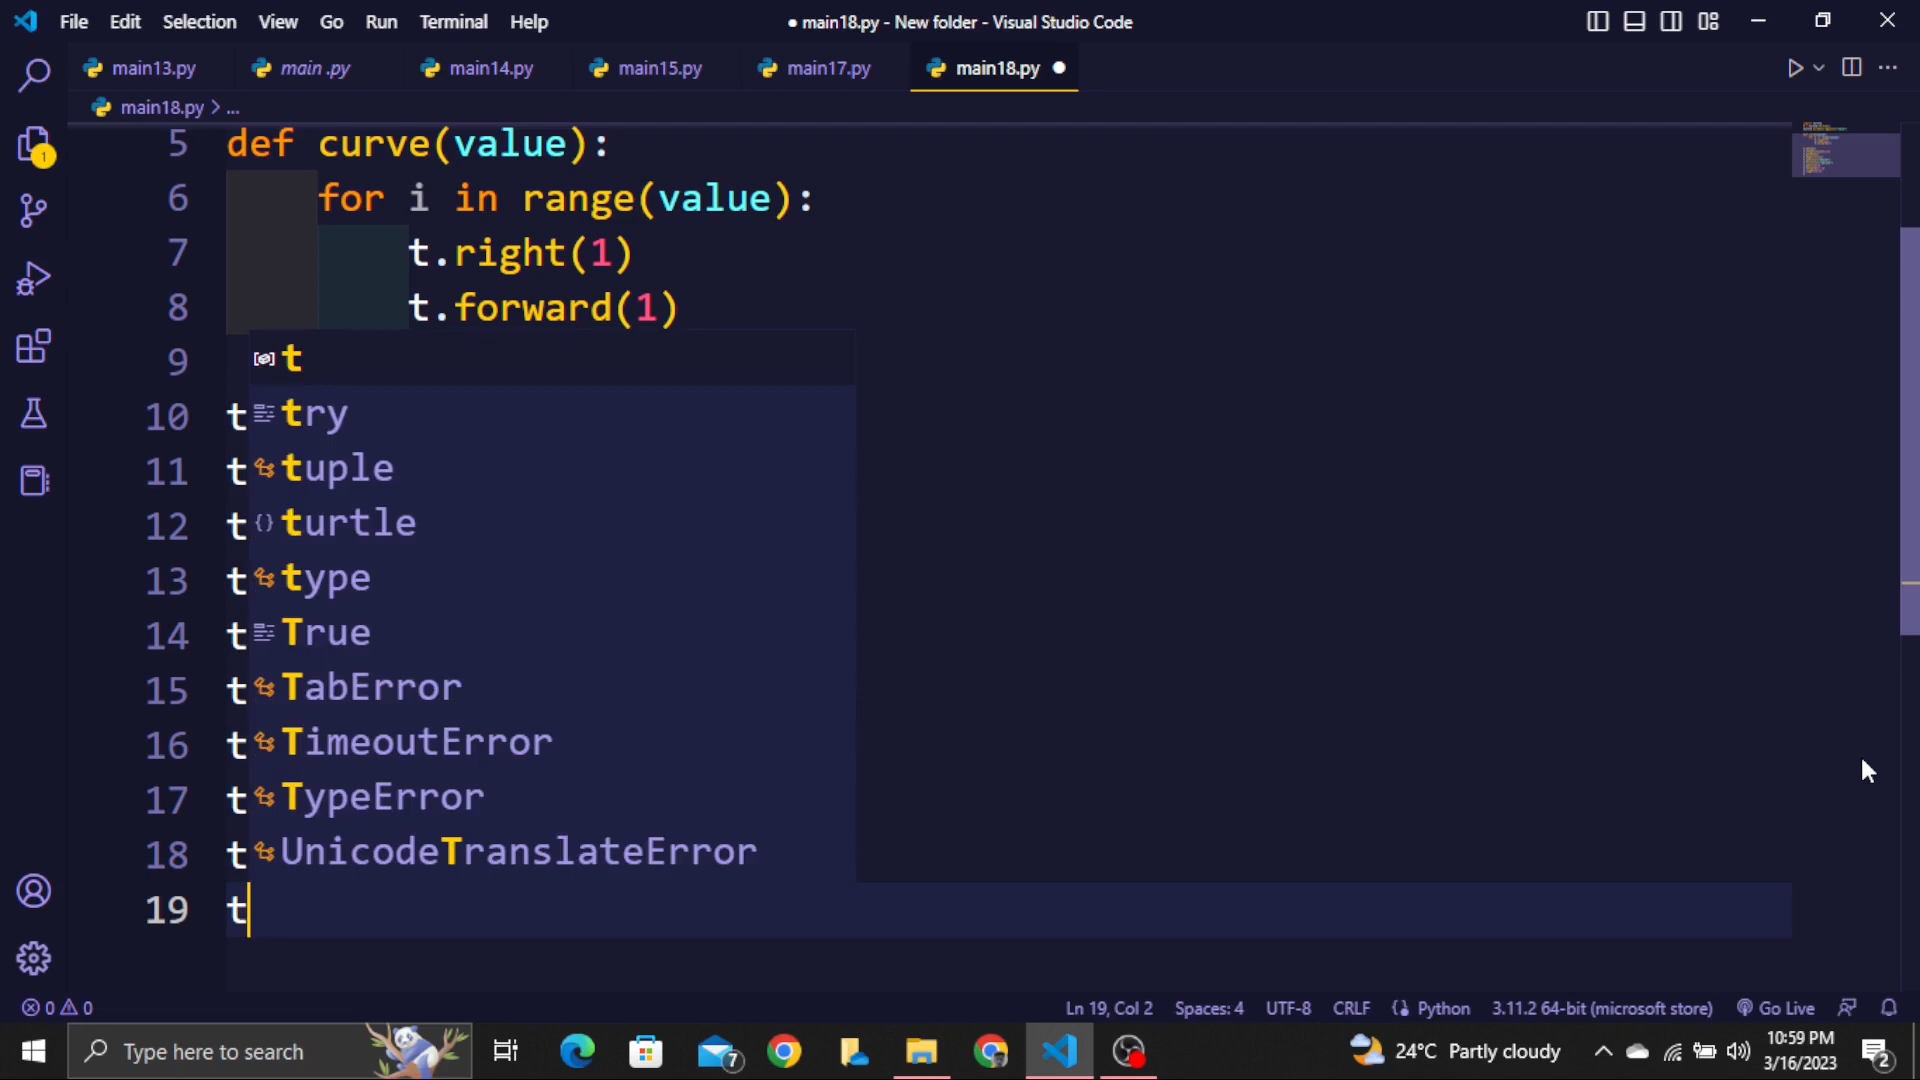 File Edit Selection View Go Run Terminal Help
● main18.py - New folder - Visual Studio Code
main13.py main .py main14.py main15.py main17.py main18.py
main18.py > ...
5 def curve(value):
6 for i in range(value):
7 t.right(1)
8 t.forward(1)
9 t
10 t try
11 t tuple
12 t turtle
13 t type
14 t True
15 t TabError
16 t TimeoutError
17 t TypeError
18 t UnicodeTranslateError
19 t
1
0 0 Ln 19, Col 2 Spaces: 4 UTF-8 CRLF Python 3.11.2 64-bit (microsoft store) Go Live
Type here to search 7 24°C Partly cloudy 10:59 PM
3/16/2023 2